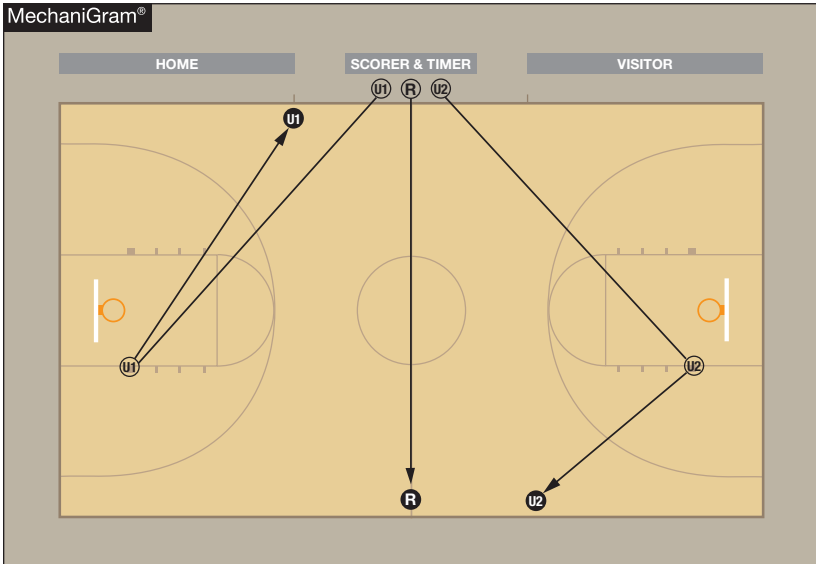 MechaniGram®
HOME SCORER & TIMER VISITOR
U1 R U2
U1
U1 U2
R U2